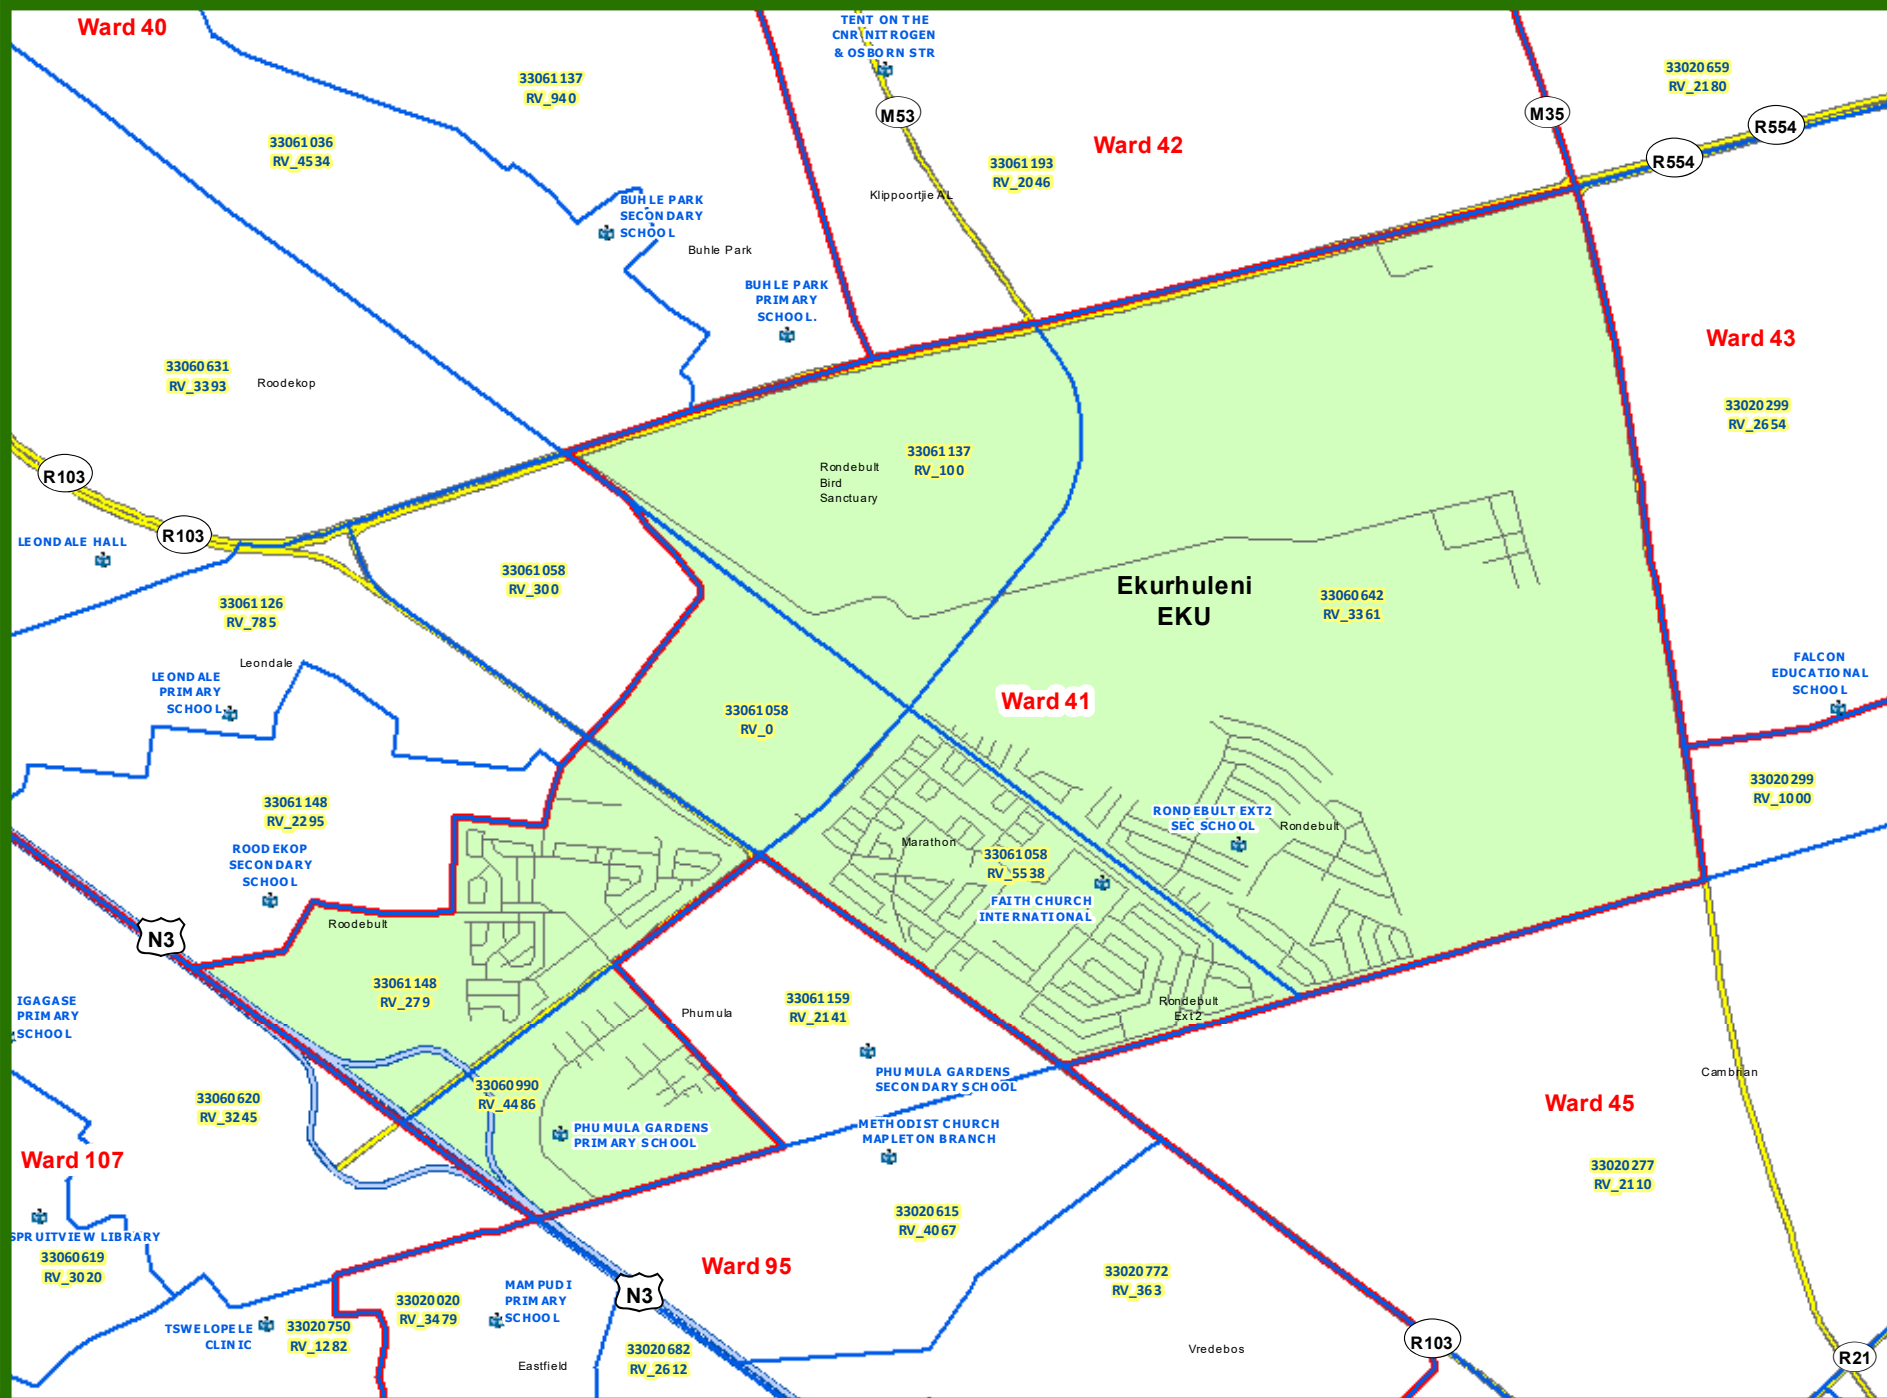 Ward 40
TENT ON THE
CNR NITROGEN
& OSBORN STR
33061137
RV_940
33020659
RV_2180
M53
M35
R554
R554
33061036
RV_4534
Ward 42
33061193
RV_2046
Klippoortjie AL
BUHLE PARK
SECONDARY
SCHOOL
Buhle Park
BUHLE PARK
PRIMARY
SCHOOL.
Ward 43
33060631
RV_3393
Roodekop
33020299
RV_2654
R103
R103
33061137
RV_100
Rondebult
Bird
Sanctuary
LEONDALE HALL
33061058
RV_300
Ekurhuleni
EKU
33060642
RV_3361
33061126
RV_785
Leondale
LEONDALE
PRIMARY
SCHOOL
33061058
RV_0
Ward 41
FALCON
EDUCATIONAL
SCHOOL
33020299
RV_1000
33061148
RV_2295
RONDEBULT EXT2
SEC SCHOOL
Rondebult
ROODEKOP
SECONDARY
SCHOOL
Marathon
33061058
RV_5538
FAITH CHURCH
INTERNATIONAL
N3
Roodebult
33061148
RV_279
IGAGASE
PRIMARY
SCHOOL
Phumula
33061159
RV_2141
Rondebult
Ext2
PHUMULA GARDENS
SECONDARY SCHOOL
Cambrian
33060620
RV_3245
33060990
RV_4486
PHUMULA GARDENS
PRIMARY SCHOOL
METHODIST CHURCH
MAPLETON BRANCH
Ward 45
Ward 107
33020277
RV_2110
SPRUITVIEW LIBRARY
33060619
RV_3020
33020615
RV_4067
Ward 95
33020772
RV_363
N3
MAMPUDI
PRIMARY
SCHOOL
33020020
RV_3479
TSWELOPELE
CLINIC
33020750
RV_1282
33020682
RV_2612
Eastfield
Vredebos
R103
R21